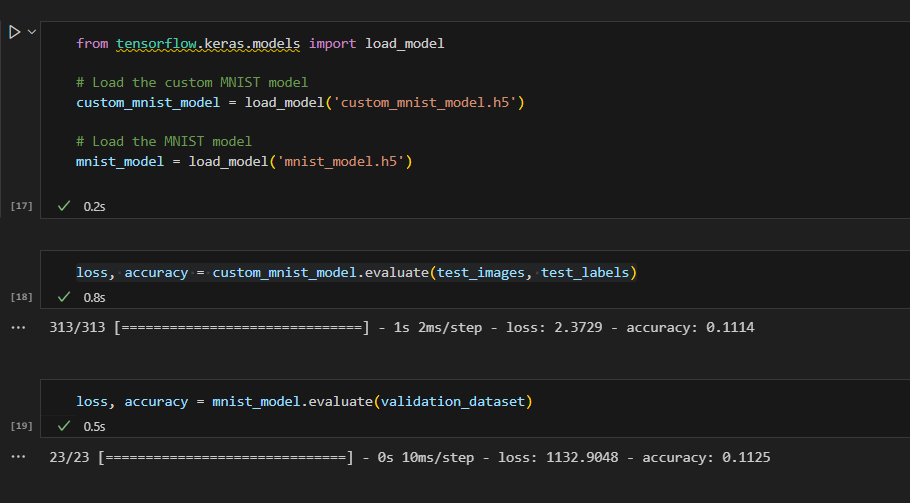 from tensorflow.keras.models import load_model
# Load the custom MNIST model
custom_mnist_model = load_model('custom_mnist_model.h5')
# Load the MNIST model
mnist_model = load_model('mnist_model.h5')
[17] 0.2s
loss, accuracy = custom_mnist_model.evaluate(test_images, test_labels)
[18] 0.8s
313/313 [==============================] - 1s 2ms/step - loss: 2.3729 - accuracy: 0.1114
loss, accuracy = mnist_model.evaluate(validation_dataset)
[19] 0.5s
23/23 [==============================] - 0s 10ms/step - loss: 1132.9048 - accuracy: 0.1125